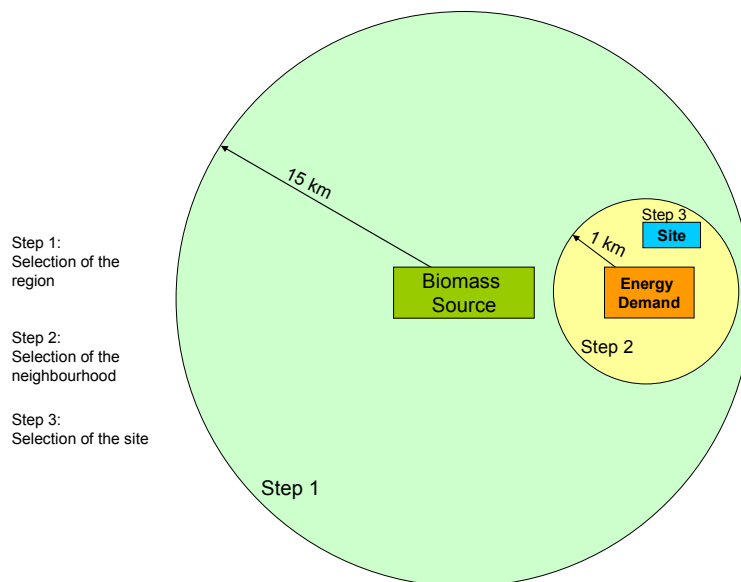 Step 1:
Selection of the
region
Step 2:
Selection of the
neighbourhood
Step 3:
Selection of the site
15 km
Biomass
Source
Step 1
Step 3
Site
1 km
Energy
Demand
Step 2